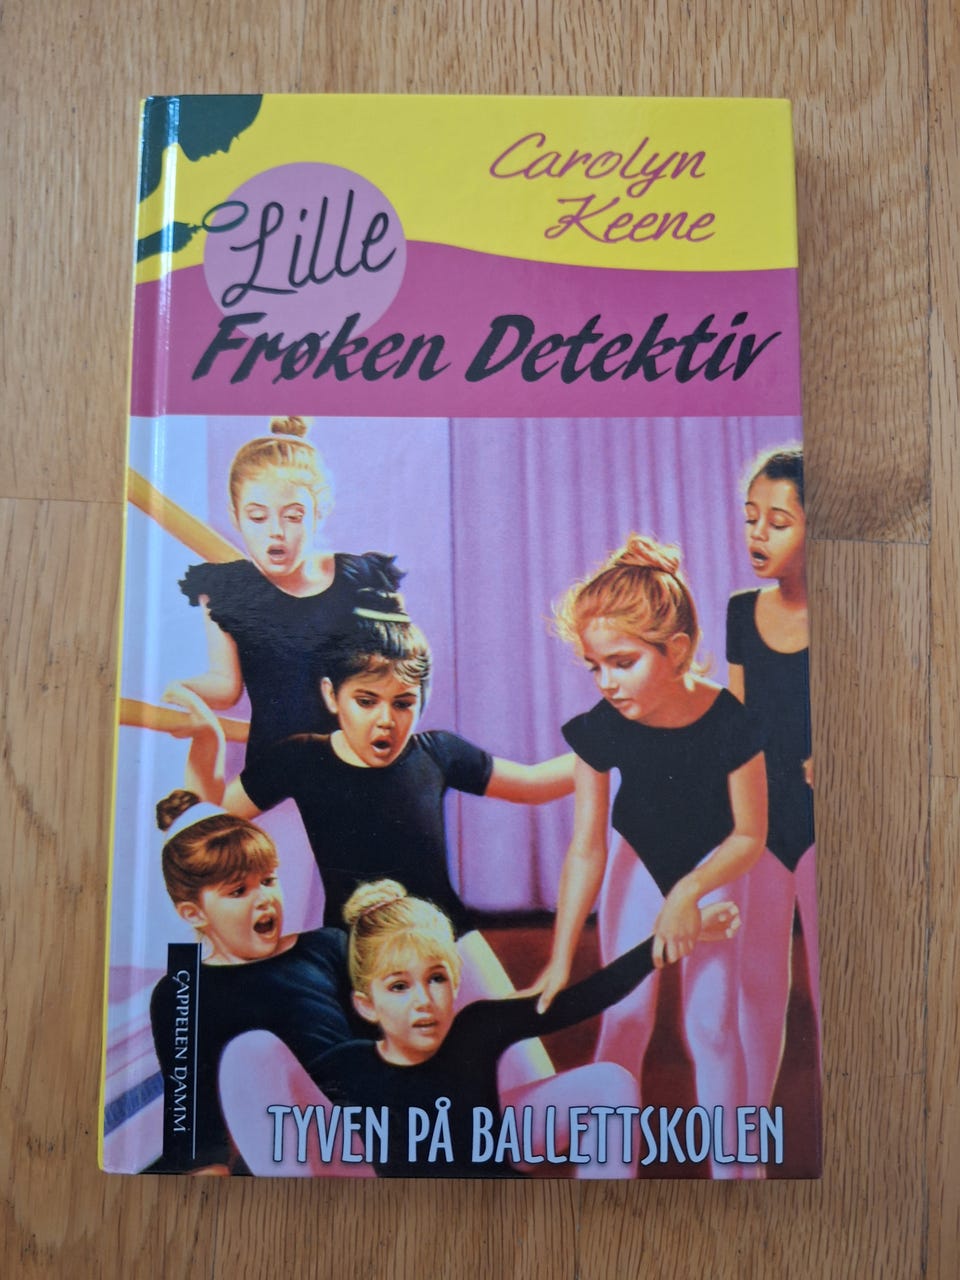 Carolyn
Keene
Lille
Frøken Detektiv
CAPPELEN DAMM
TYVEN PÅ BALLETTSKOLEN